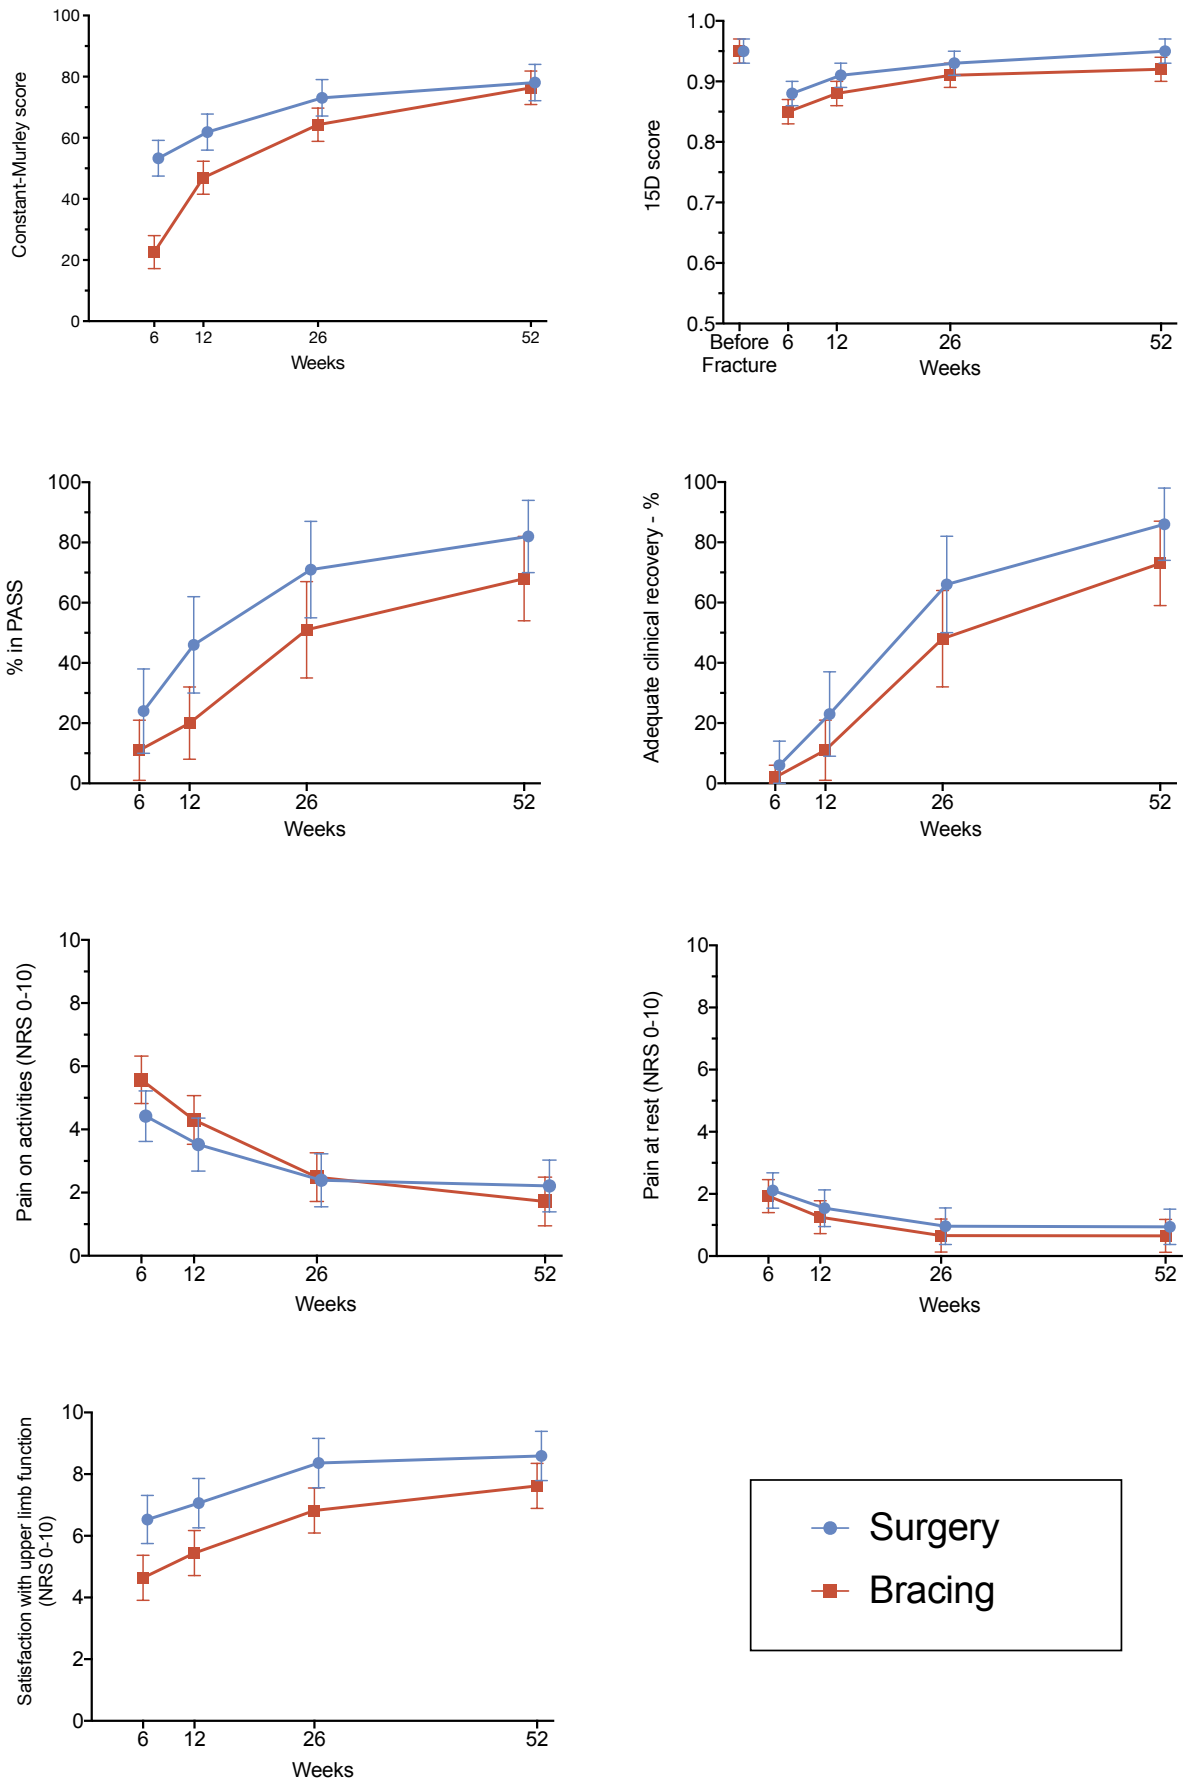 Constant-Murley score
100
80
60
40
20
0
6 12 26 52
Weeks
15D score
1.0
0.9
0.8
0.7
0.6
0.5
Before Fracture 6 12 26 52
Weeks
% in PASS
100
80
60
40
20
0
6 12 26 52
Weeks
Adequate clinical recovery - %
100
80
60
40
20
0
6 12 26 52
Weeks
Pain on activities (NRS 0-10)
10
8
6
4
2
0
6 12 26 52
Weeks
Pain at rest (NRS 0-10)
10
8
6
4
2
0
6 12 26 52
Weeks
Satisfaction with upper limb function
(NRS 0-10)
10
8
6
4
2
0
6 12 26 52
Weeks
Surgery
Bracing